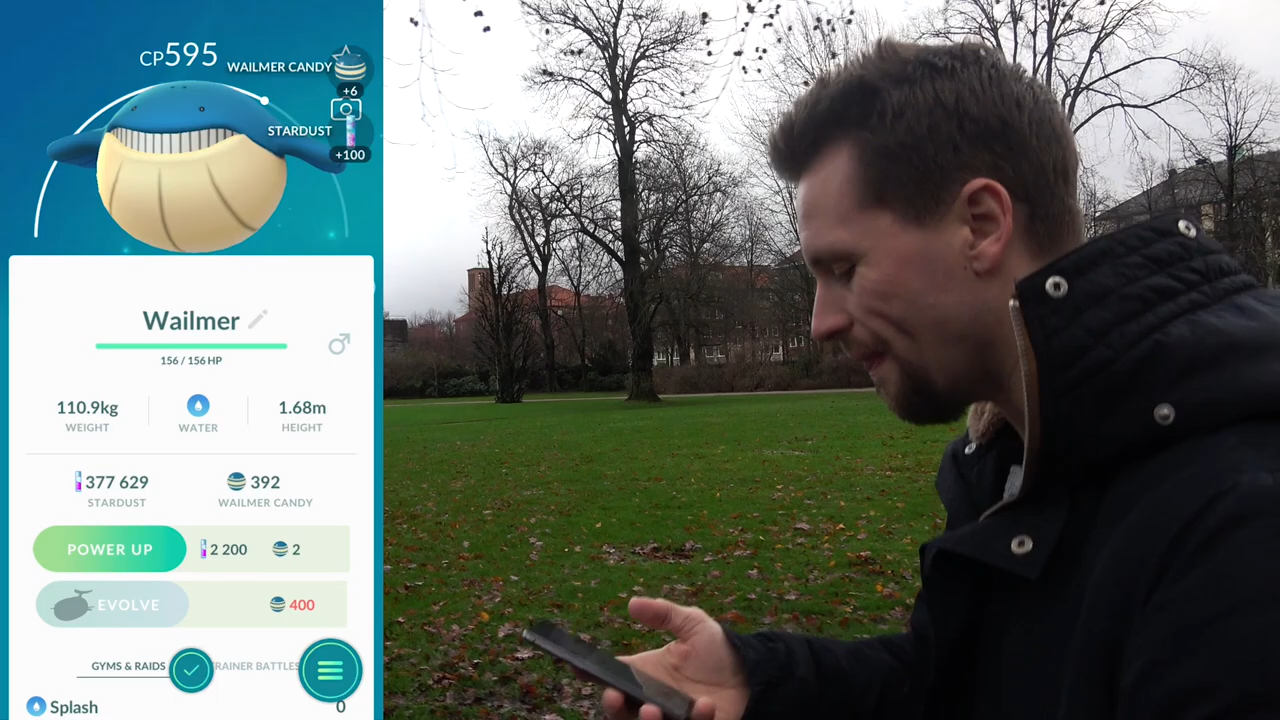 CP595
WAILMER CANDY
+6
STARDUST
+100
Wailmer
156 / 156 HP
110.9kg
WEIGHT
WATER
1.68m
HEIGHT
377 629
STARDUST
392
WAILMER CANDY
POWER UP
2 200
2
EVOLVE
400
GYMS & RAIDS
TRAINER BATTLES
Splash
0